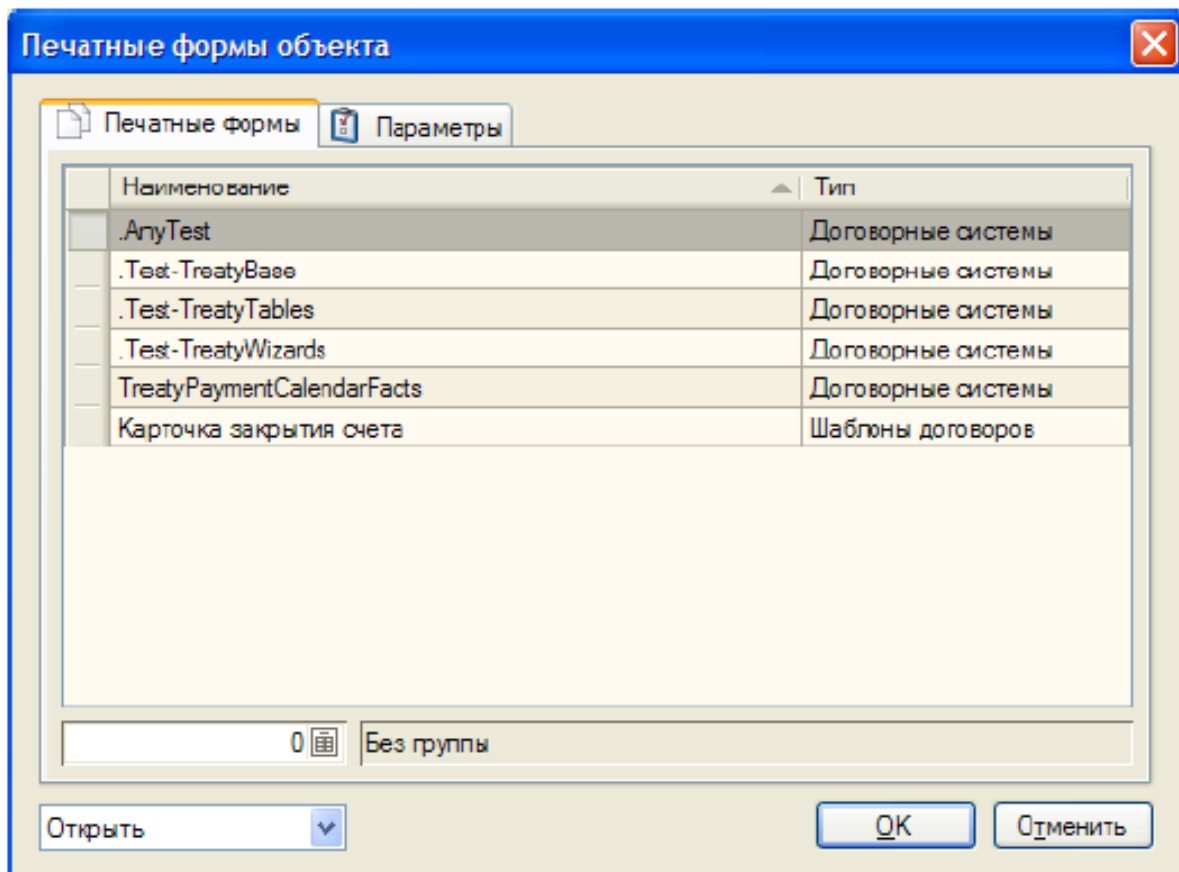 Печатные формы объекта
Печатные формы Параметры
Наименование Тип
.AnyTest Договорные системы
.Test-TreatyBase Договорные системы
.Test-TreatyTables Договорные системы
.Test-TreatyWizards Договорные системы
TreatyPaymentCalendarFacts Договорные системы
Карточка закрытия счета Шаблоны договоров
0 Без группы
Открыть OK Отменить